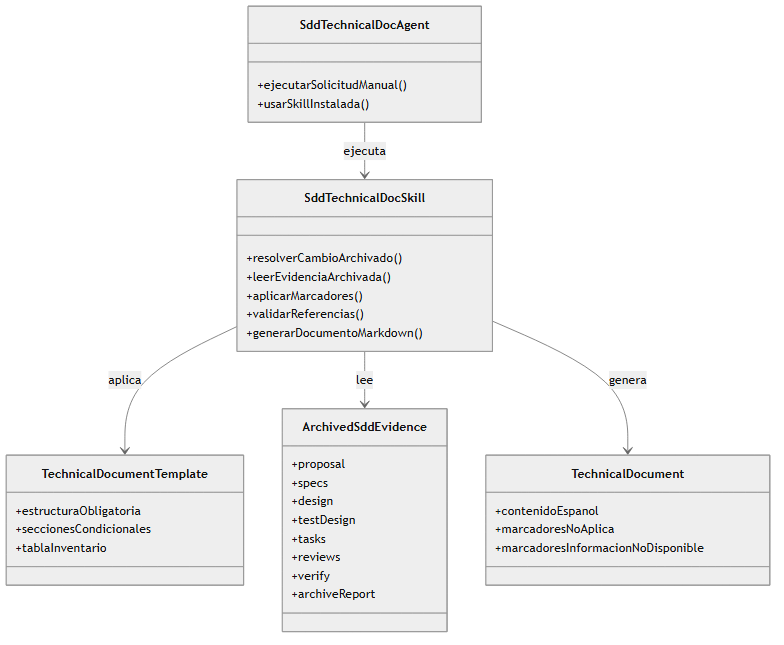 SddTechnicalDocAgent
+ejecutarSolicitudManual()
+usarSkillInstalada()
ejecuta
SddTechnicalDocSkill
+resolverCambioArchivado()
+leerEvidenciaArchivada()
+aplicarMarcadores()
+validarReferencias()
+generarDocumentoMarkdown()
aplica
lee
genera
TechnicalDocumentTemplate
+estructuraObligatoria
+seccionesCondicionales
+tablaInventario
ArchivedSddEvidence
+proposal
+specs
+design
+testDesign
+tasks
+reviews
+verify
+archiveReport
TechnicalDocument
+contenidoEspanol
+marcadoresNoAplica
+marcadoresInformacionNoDisponible